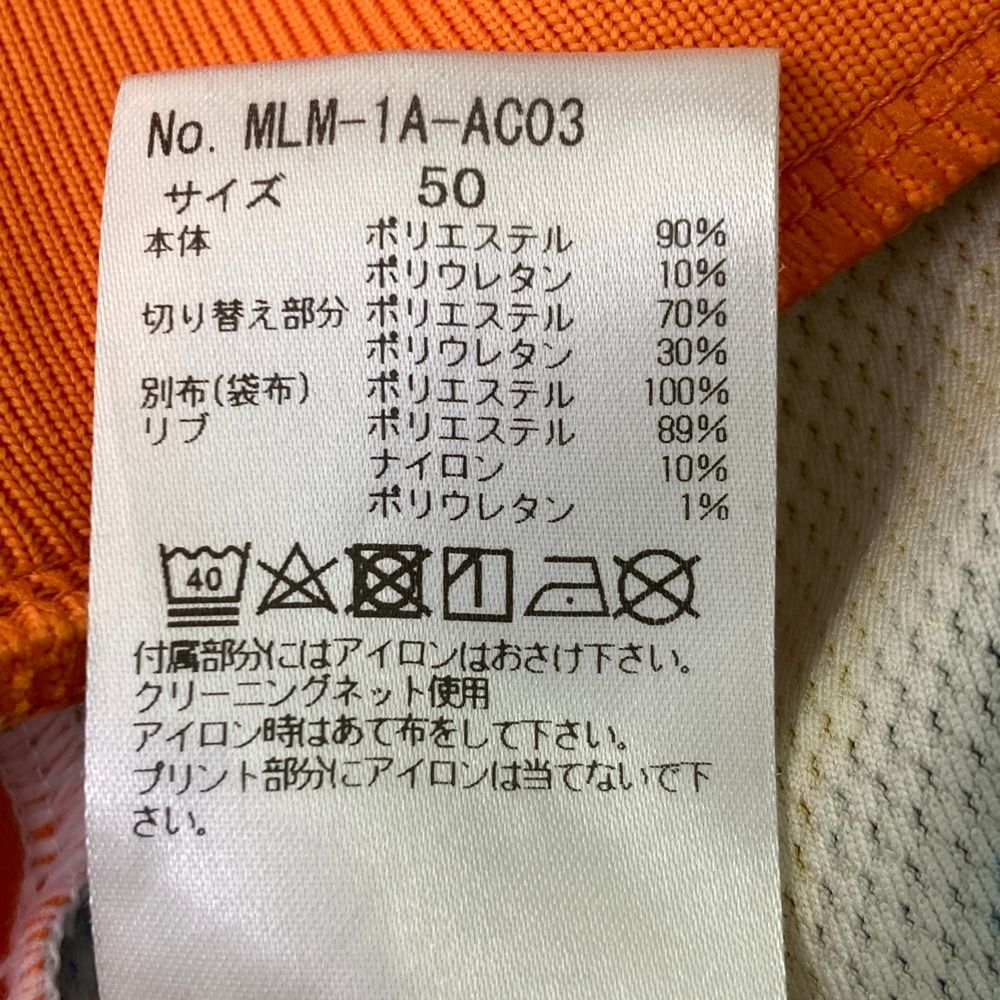 No. MLM-1A-AC03
サイズ 50
本体 ポリエステル 90%
ポリウレタン 10%
切り替え部分 ポリエステル 70%
ポリウレタン 30%
別布(袋布) ポリエステル 100%
リブ ポリエステル 89%
ナイロン 10%
ポリウレタン 1%
40
付属部分にはアイロンはおさけ下さい。
クリーニングネット使用
アイロン時はあて布をして下さい。
プリント部分にアイロンは当てないで下
さい。